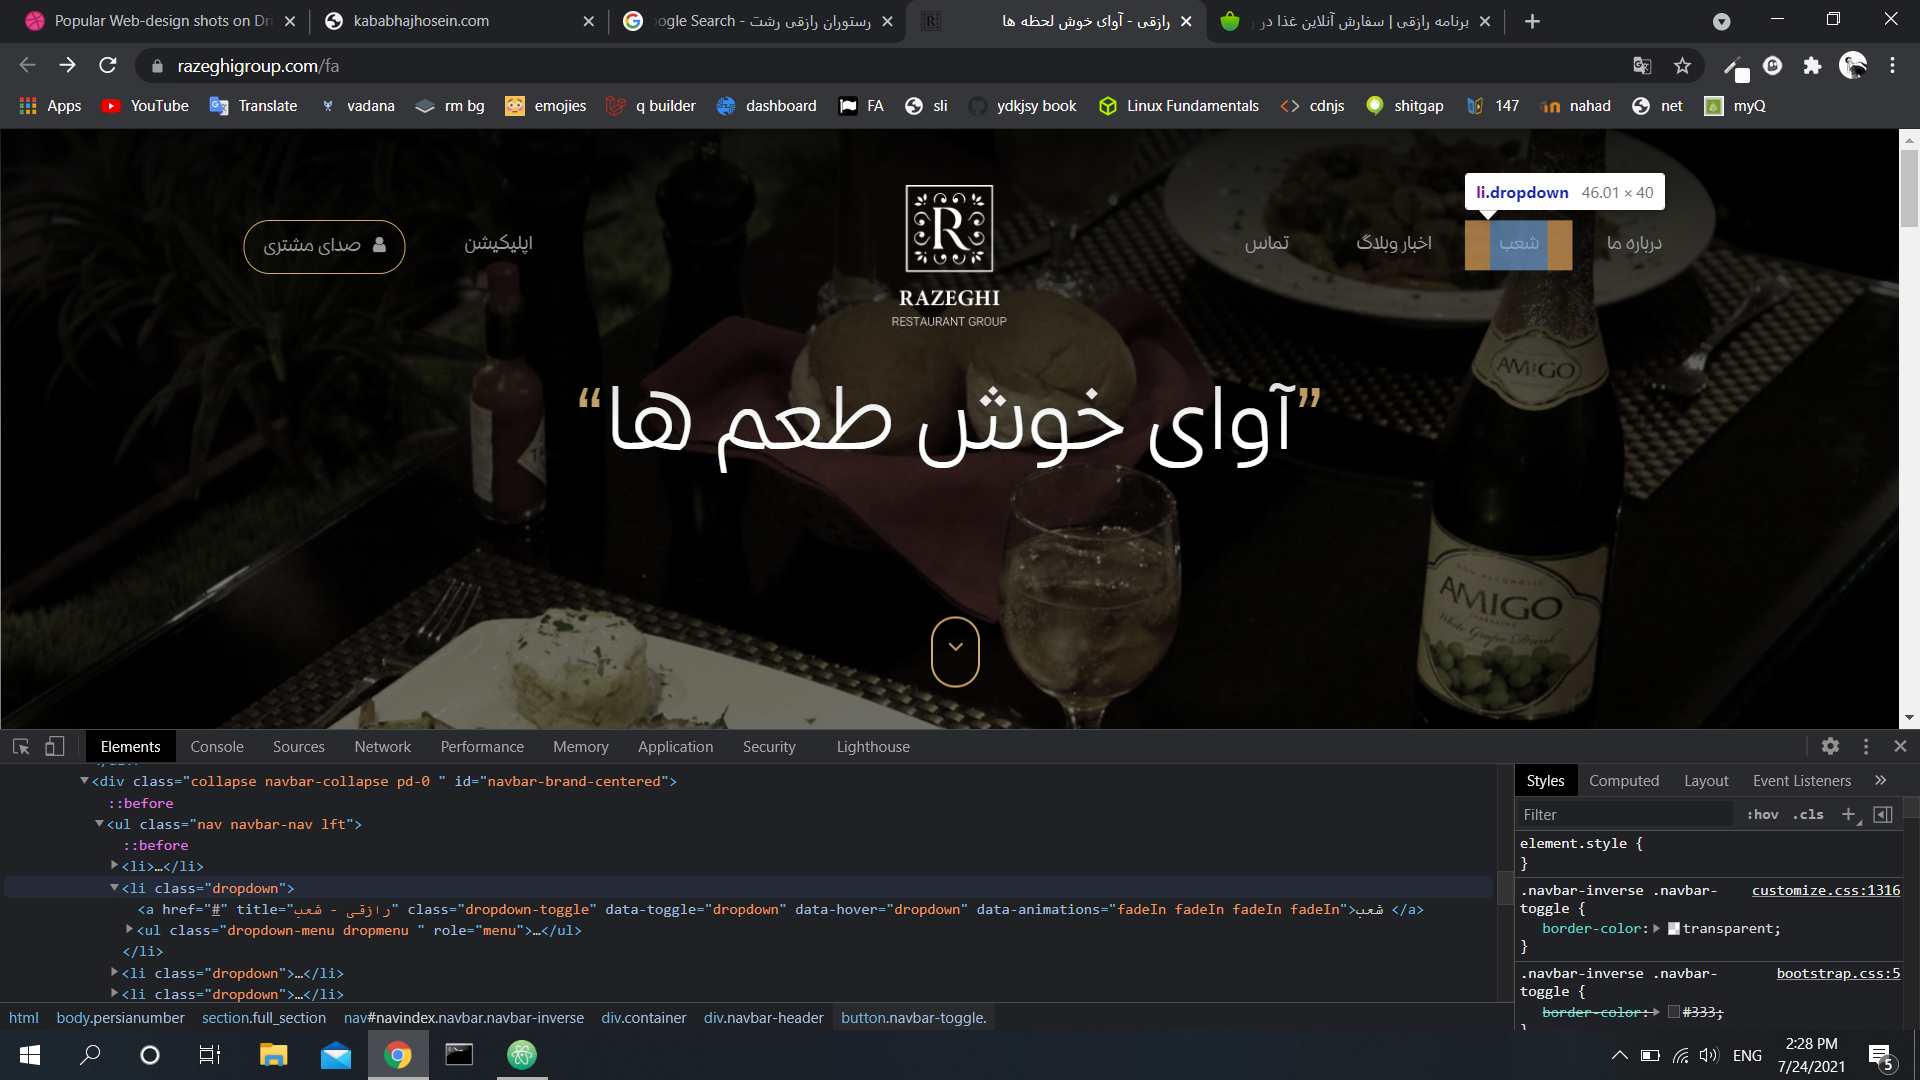 Popular Web-design shots on Dri
kababhajhosein.com
رستوران رازقی رشت - Google Search
رازقی - آوای خوش لحظه ها
برنامه رازقی | سفارش آنلاین غذا در
razeghigroup.com/fa
Apps YouTube Translate vadana rm bg emojies q builder dashboard FA sli ydkjsy book Linux Fundamentals cdnjs shitgap 147 nahad net myQ
li.dropdown 46.01 × 40
درباره ما
شعب
اخبار وبلاگ
تماس
R
RAZEGHI
RESTAURANT GROUP
اپلیکیشن
صدای مشتری
”آوای خوش طعم ها“
AMIGO
NON ALCOHOLIC
AMIGO
SPARKLING
White Grape Drink
Elements Console Sources Network Performance Memory Application Security Lighthouse
<div class="collapse navbar-collapse pd-0 " id="navbar-brand-centered">
::before
<ul class="nav navbar-nav lft">
::before
<li>…</li>
<li class="dropdown">
<a href="#" title="رازقی - شعب" class="dropdown-toggle" data-toggle="dropdown" data-hover="dropdown" data-animations="fadeIn fadeIn fadeIn fadeIn">شعب </a>
<ul class="dropdown-menu dropmenu " role="menu">…</ul>
</li>
<li class="dropdown">…</li>
<li class="dropdown">…</li>
html body.persianumber section.full_section nav#navindex.navbar.navbar-inverse div.container div.navbar-header button.navbar-toggle.
Styles Computed Layout Event Listeners »
Filter :hov .cls +
element.style {
}
.navbar-inverse .navbar- customize.css:1316
toggle {
border-color: transparent;
}
.navbar-inverse .navbar- bootstrap.css:5
toggle {
border-color: #333;
}
ENG
2:28 PM
7/24/2021
5